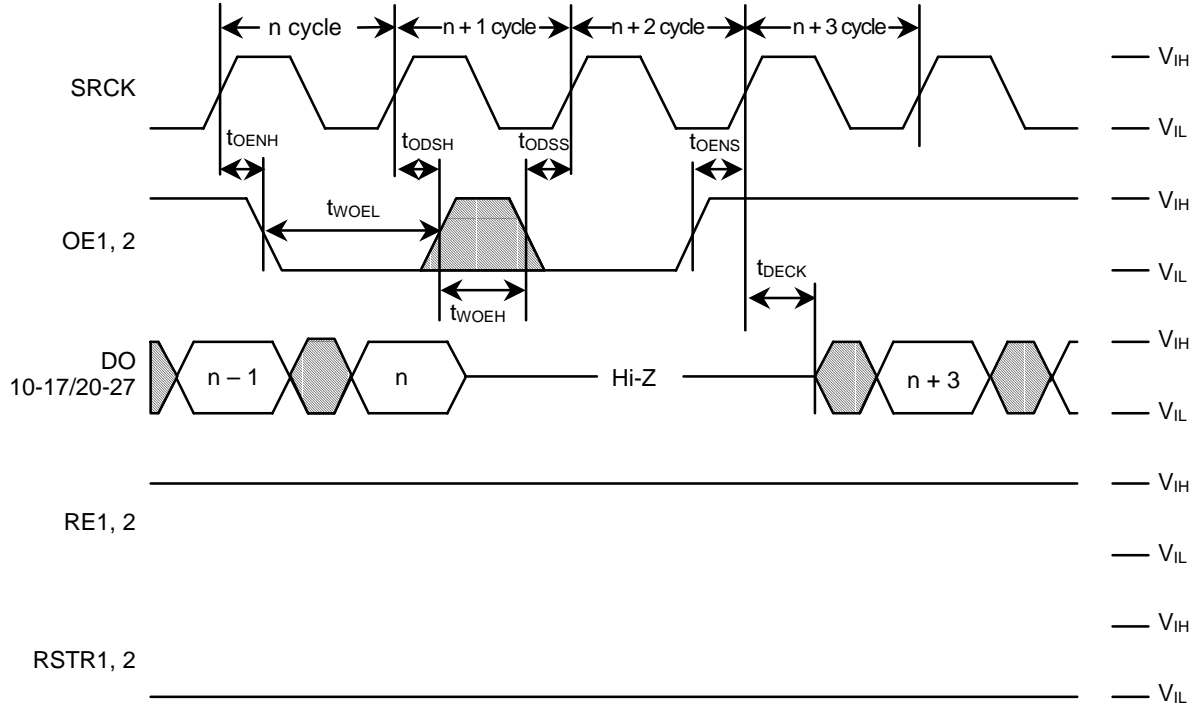 n cycle
n + 1 cycle
n + 2 cycle
n + 3 cycle
SRCK
VIH
VIL
tOENH
tODSH
tODSS
tOENS
OE1, 2
tWOEL
tWOEH
VIH
VIL
tDECK
DO
10-17/20-27
n – 1
n
Hi-Z
n + 3
VIH
VIL
RE1, 2
VIH
VIL
RSTR1, 2
VIH
VIL